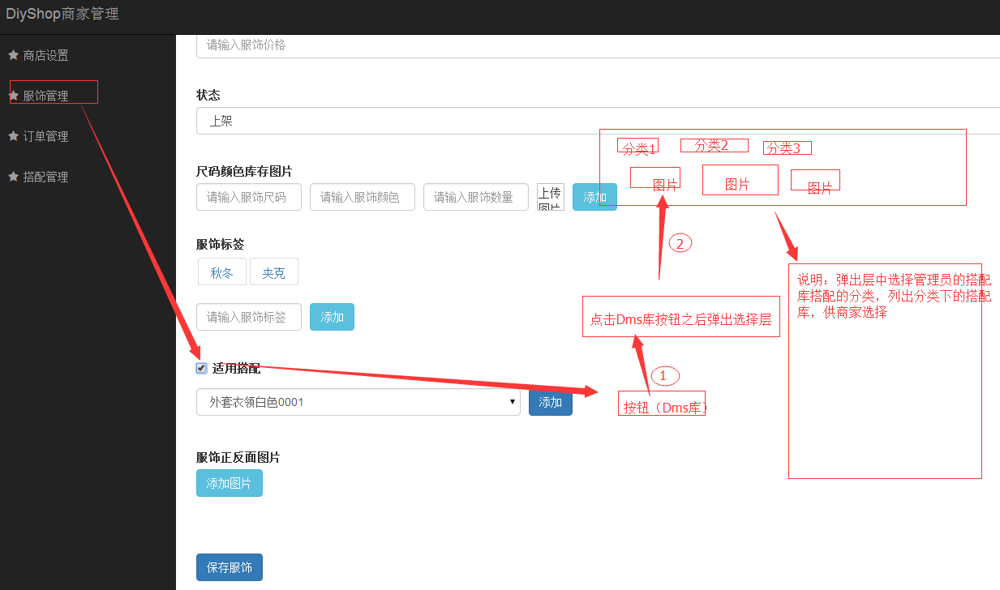 DiyShop商家管理
商店设置
服饰管理
订单管理
搭配管理
请输入服饰价格
状态
上架
尺码颜色库存图片
请输入服饰尺码
请输入服饰颜色
请输入服饰数量
上传
图片
添加
分类1
分类2
分类3
图片
图片
图片
2
说明：弹出层中选择管理员的搭配
库搭配的分类，列出分类下的搭配
库，供商家选择
服饰标签
秋冬
夹克
请输入服饰标签
添加
点击Dms库按钮之后弹出选择层
1
适用搭配
外套衣领白色0001
添加
按钮（Dms库）
服饰正反面图片
添加图片
保存服饰